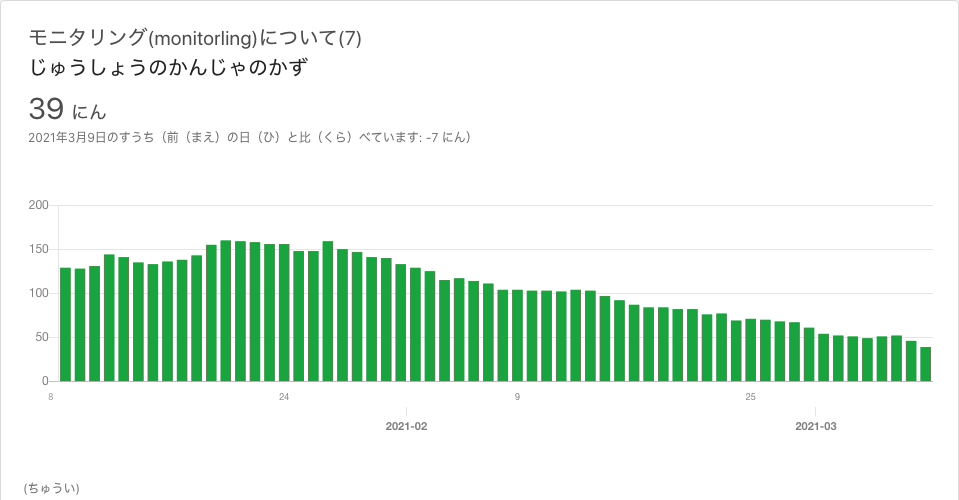 モニタリング(monitorling)について(7)
じゅうしょうのかんじゃのかず
39 にん
2021年3月9日のすうち（前（まえ）の日（ひ）と比（くら）べています: -7 にん）
200
150
100
50
0
8 24 9 25
2021-02 2021-03
(ちゅうい)